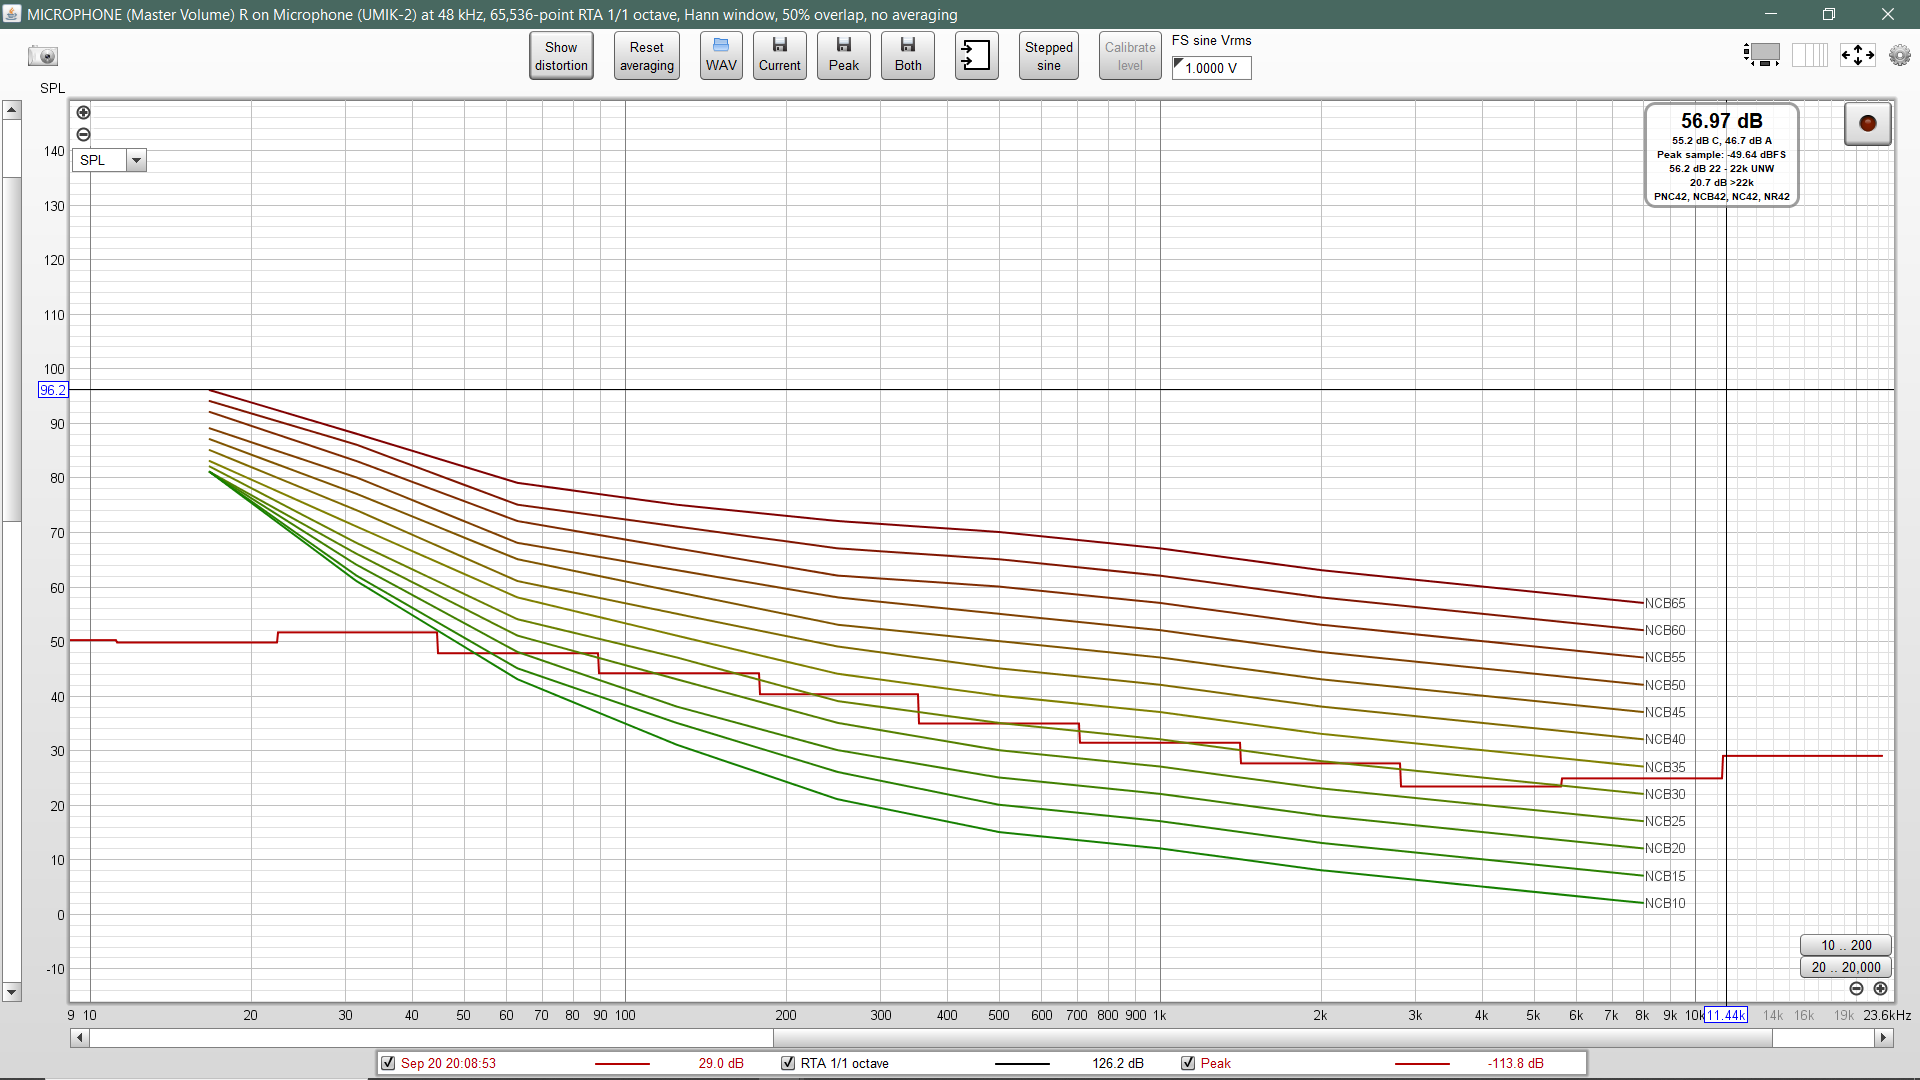 MICROPHONE (Master Volume) R on Microphone (UMIK-2) at 48 kHz, 65,536-point RTA 1/1 octave, Hann window, 50% overlap, no averaging
Show distortion
Reset averaging
WAV
Current
Peak
Both
Stepped sine
Calibrate level
FS sine Vrms
1.0000 V
SPL
SPL
56.97 dB
55.2 dB C, 46.7 dB A
Peak sample: -49.64 dBFS
56.2 dB 22 - 22k UNW
20.7 dB >22k
PNC42, NCB42, NC42, NR42
140
130
120
110
100
96.2
90
80
70
60
50
40
30
20
10
0
-10
NCB65
NCB60
NCB55
NCB50
NCB45
NCB40
NCB35
NCB30
NCB25
NCB20
NCB15
NCB10
10 .. 200
20 .. 20,000
9 10 20 30 40 50 60 70 80 90 100 200 300 400 500 600 700 800 900 1k 2k 3k 4k 5k 6k 7k 8k 9k 10k 11.44k 14k 16k 19k 23.6kHz
Sep 20 20:08:53 29.0 dB RTA 1/1 octave 126.2 dB Peak -113.8 dB